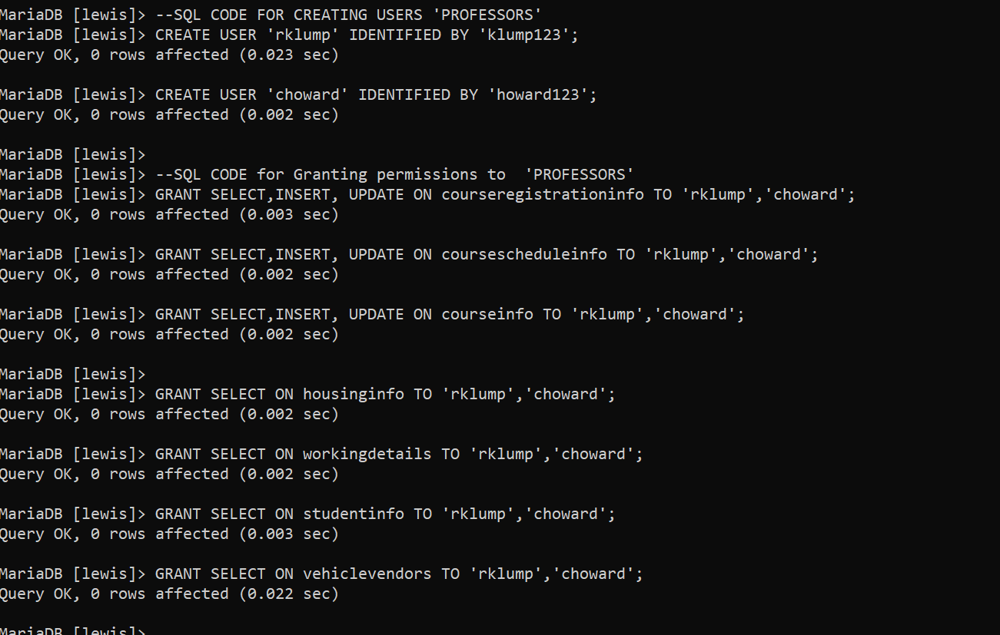 MariaDB [lewis]> --SQL CODE FOR CREATING USERS 'PROFESSORS'
MariaDB [lewis]> CREATE USER 'rklump' IDENTIFIED BY 'klump123';
Query OK, 0 rows affected (0.023 sec)
MariaDB [lewis]> CREATE USER 'choward' IDENTIFIED BY 'howard123';
Query OK, 0 rows affected (0.002 sec)
MariaDB [lewis]>
MariaDB [lewis]> --SQL CODE for Granting permissions to  'PROFESSORS'
MariaDB [lewis]> GRANT SELECT,INSERT, UPDATE ON courseregistrationinfo TO 'rklump','choward';
Query OK, 0 rows affected (0.003 sec)
MariaDB [lewis]> GRANT SELECT,INSERT, UPDATE ON coursescheduleinfo TO 'rklump','choward';
Query OK, 0 rows affected (0.002 sec)
MariaDB [lewis]> GRANT SELECT,INSERT, UPDATE ON courseinfo TO 'rklump','choward';
Query OK, 0 rows affected (0.002 sec)
MariaDB [lewis]>
MariaDB [lewis]> GRANT SELECT ON housinginfo TO 'rklump','choward';
Query OK, 0 rows affected (0.002 sec)
MariaDB [lewis]> GRANT SELECT ON workingdetails TO 'rklump','choward';
Query OK, 0 rows affected (0.002 sec)
MariaDB [lewis]> GRANT SELECT ON studentinfo TO 'rklump','choward';
Query OK, 0 rows affected (0.003 sec)
MariaDB [lewis]> GRANT SELECT ON vehiclevendors TO 'rklump','choward';
Query OK, 0 rows affected (0.022 sec)
MariaDB [lewis]>